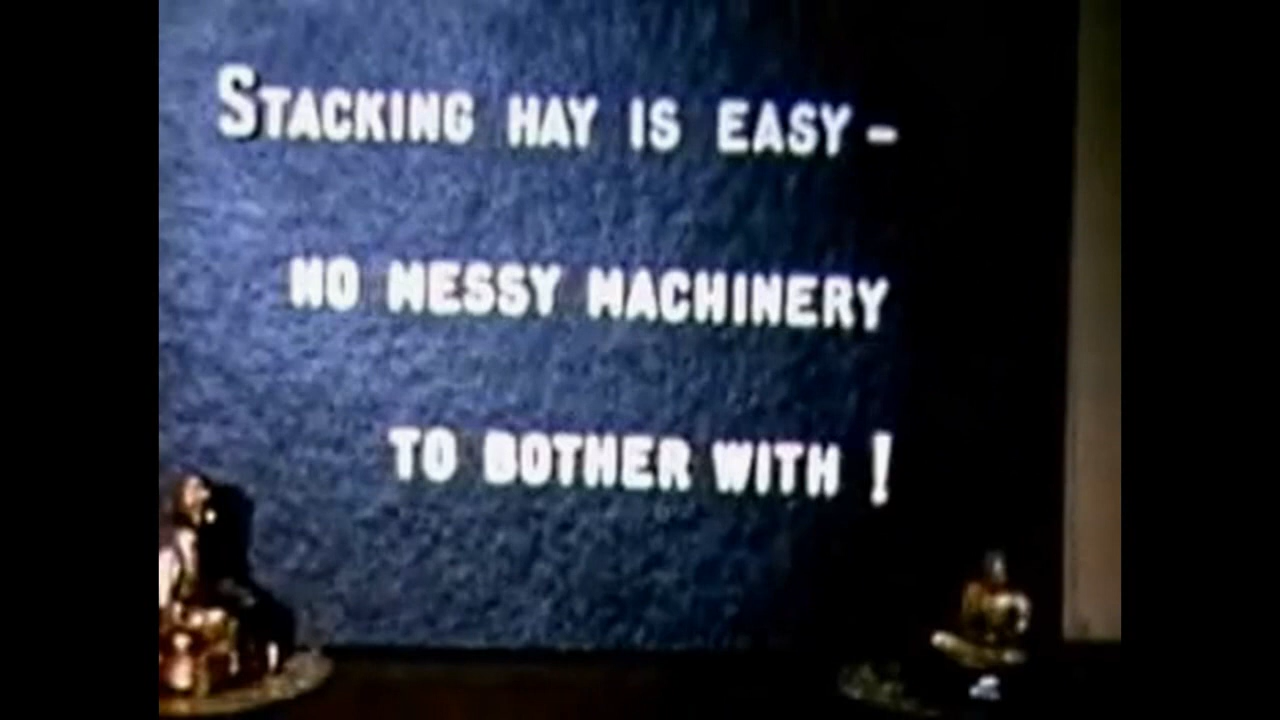 STACKING HAY IS EASY -
NO MESSY MACHINERY
TO BOTHER WITH !